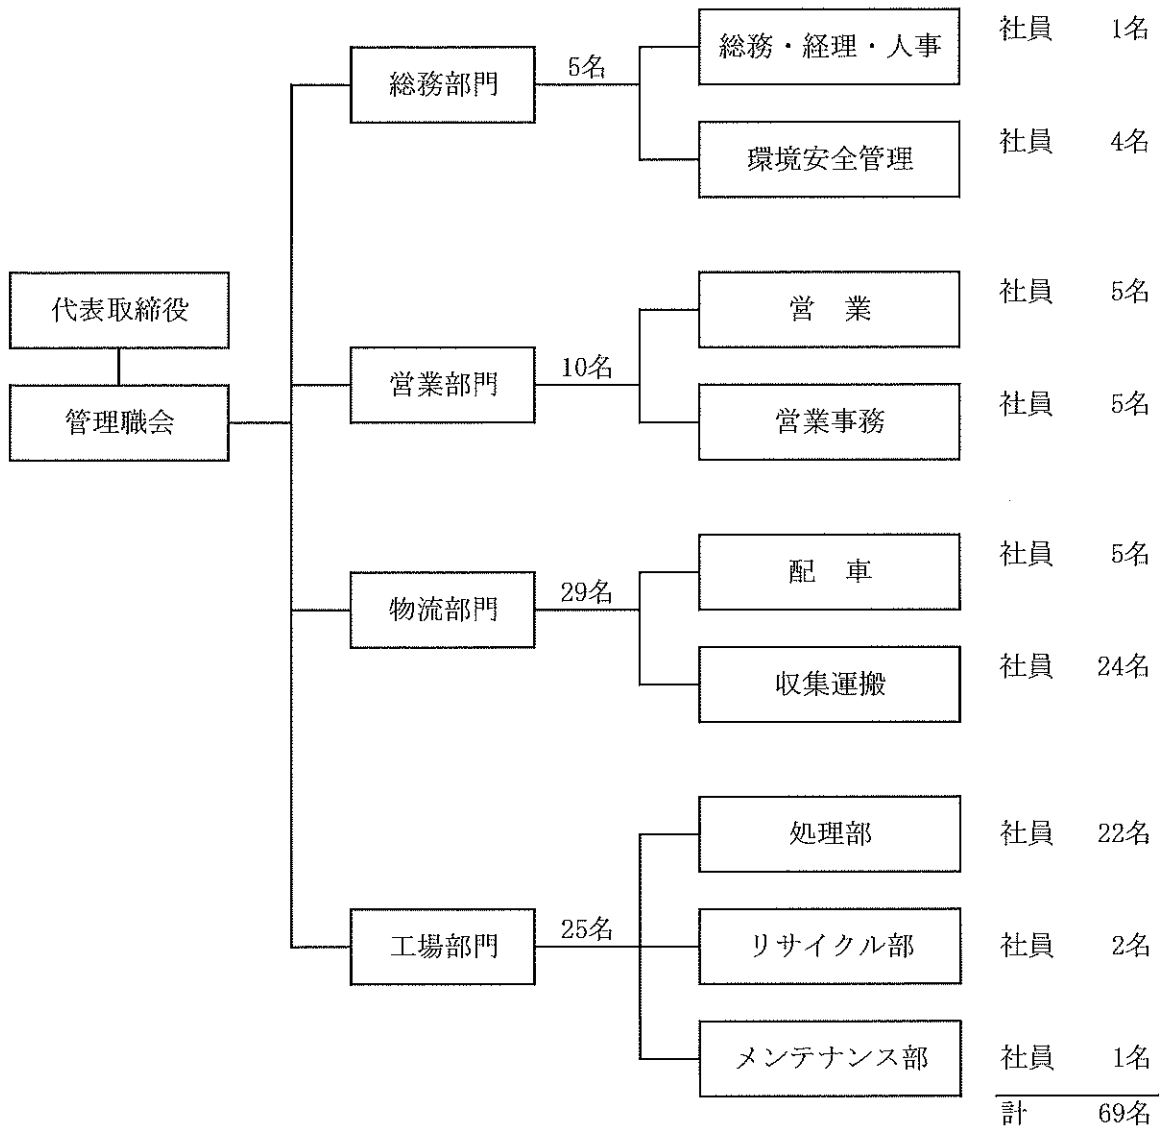 代表取締役
管理職会
総務部門 5名
総務・経理・人事 社員 1名
環境安全管理 社員 4名
営業部門 10名
営 業 社員 5名
営業事務 社員 5名
物流部門 29名
配 車 社員 5名
収集運搬 社員 24名
工場部門 25名
処理部 社員 22名
リサイクル部 社員 2名
メンテナンス部 社員 1名
計 69名